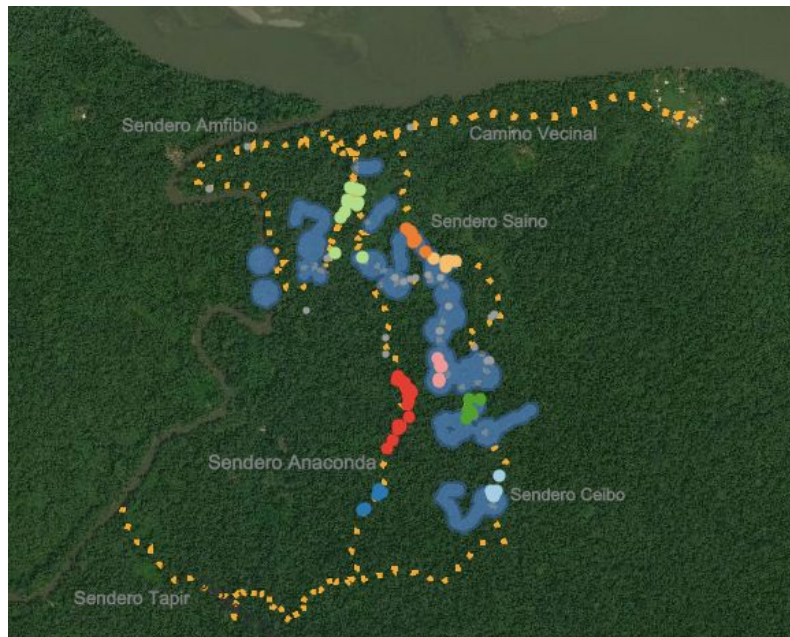 Sendero Amfibio
Camino Vecinal
Sendero Saino
Sendero Anaconda
Sendero Ceibo
Sendero Tapir